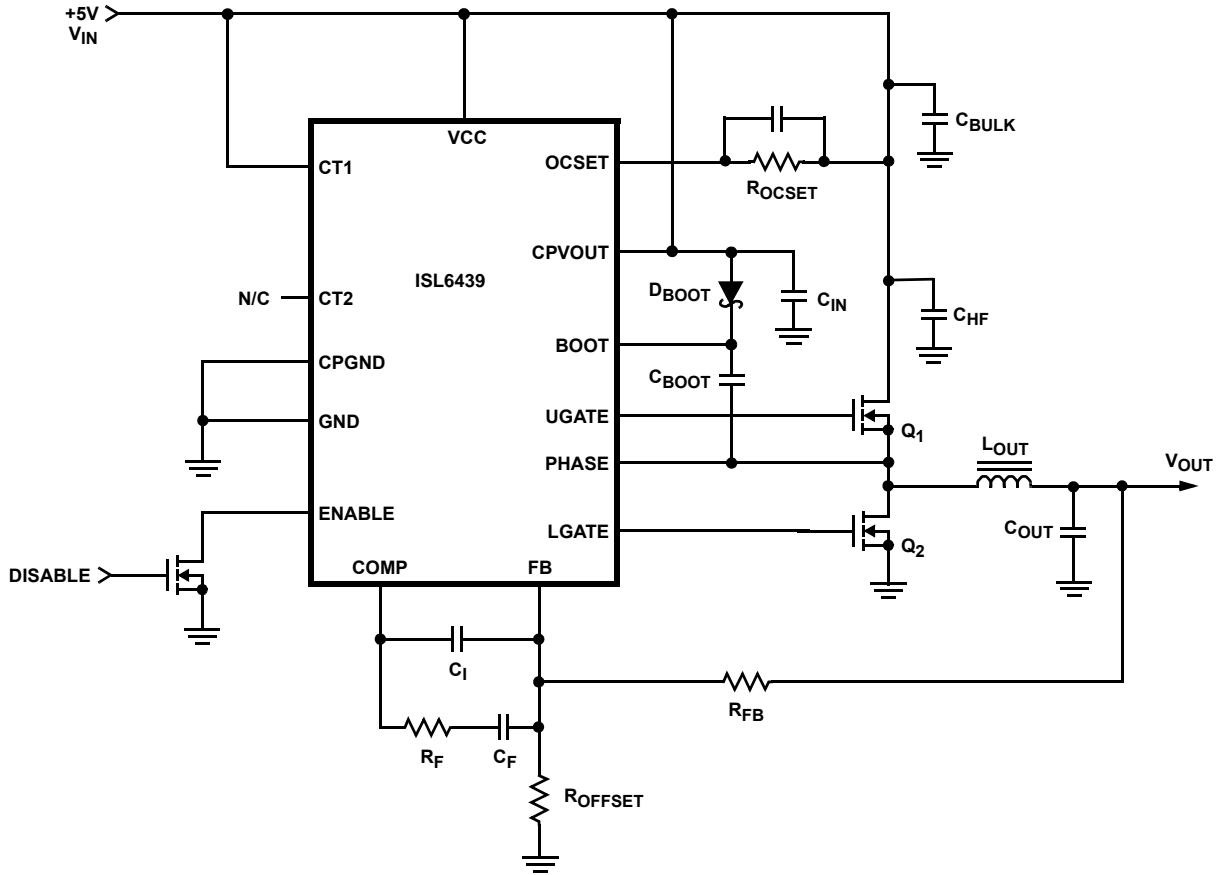 +5V
VIN
VCC
CT1
OCSET
ROCSET
CBULK
CPVOUT
ISL6439
DBOOT
CIN
N/C
CT2
CHF
BOOT
CBOOT
CPGND
UGATE
GND
Q1
LOUT
PHASE
VOUT
ENABLE
LGATE
COUT
Q2
DISABLE
COMP
FB
CI
RFB
RF
CF
ROFFSET